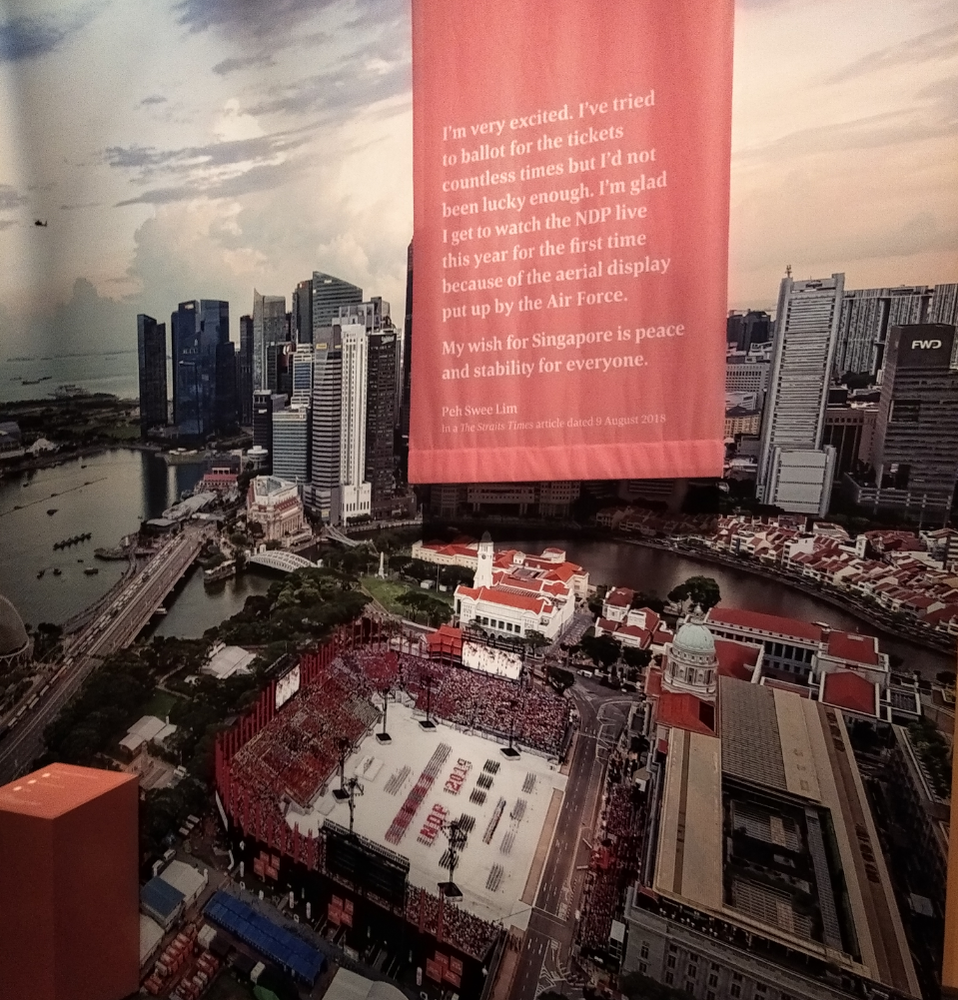 I'm very excited. I've tried
to ballot for the tickets
countless times but I'd not
been lucky enough. I'm glad
I get to watch the NDP live
this year for the first time
because of the aerial display
put up by the Air Force.
My wish for Singapore is peace
and stability for everyone.
Peh Swee Lim
In a The Straits Times article dated 9 August 2018
FWD
NDP 2019